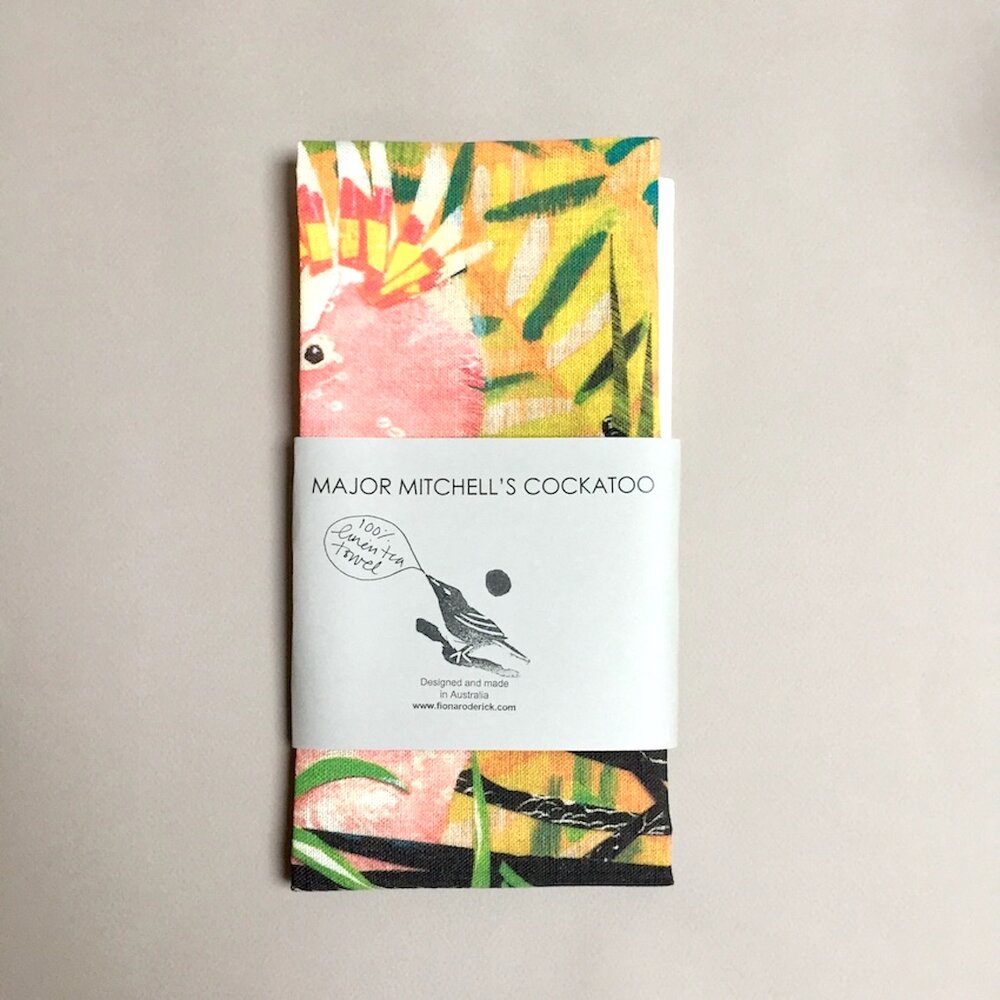 MAJOR MITCHELL'S COCKATOO
100%
linen tea
towel
Designed and made
in Australia
www.fionaroderick.com